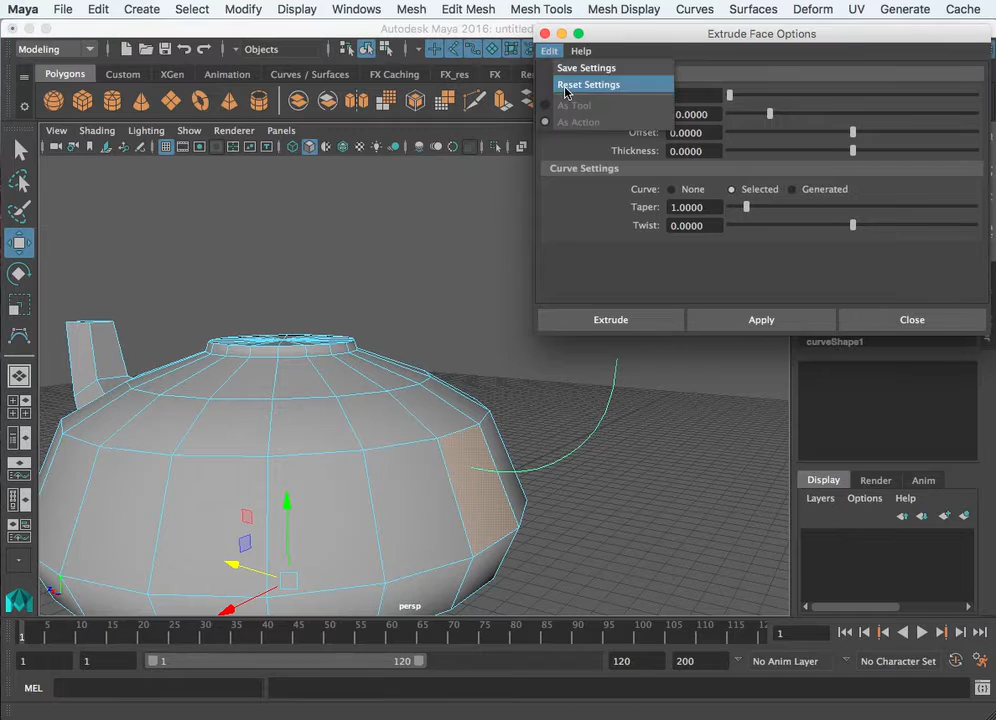 Maya File Edit Create Select Modify Display Windows Mesh Edit Mesh Mesh Tools Mesh Display Curves Surfaces Deform UV Generate Cache
Autodesk Maya 2016: untitled
Extrude Face Options
Modeling
Objects
Edit Help
Save Settings
Reset Settings
As Tool
As Action
Polygons Custom XGen Animation Curves / Surfaces FX Caching FX_res FX
0.0000
Offset: 0.0000
Thickness: 0.0000
View Shading Lighting Show Renderer Panels
Curve Settings
Curve: None Selected Generated
Taper: 1.0000
Twist: 0.0000
Extrude Apply Close
curveShape1
Display Render Anim
Layers Options Help
persp
1 5 10 15 20 25 30 35 40 45 50 55 60 65 70 75 80 85 90 95 100 105 110 115 12
1
1 1 1 120 120 200 No Anim Layer No Character Set
MEL